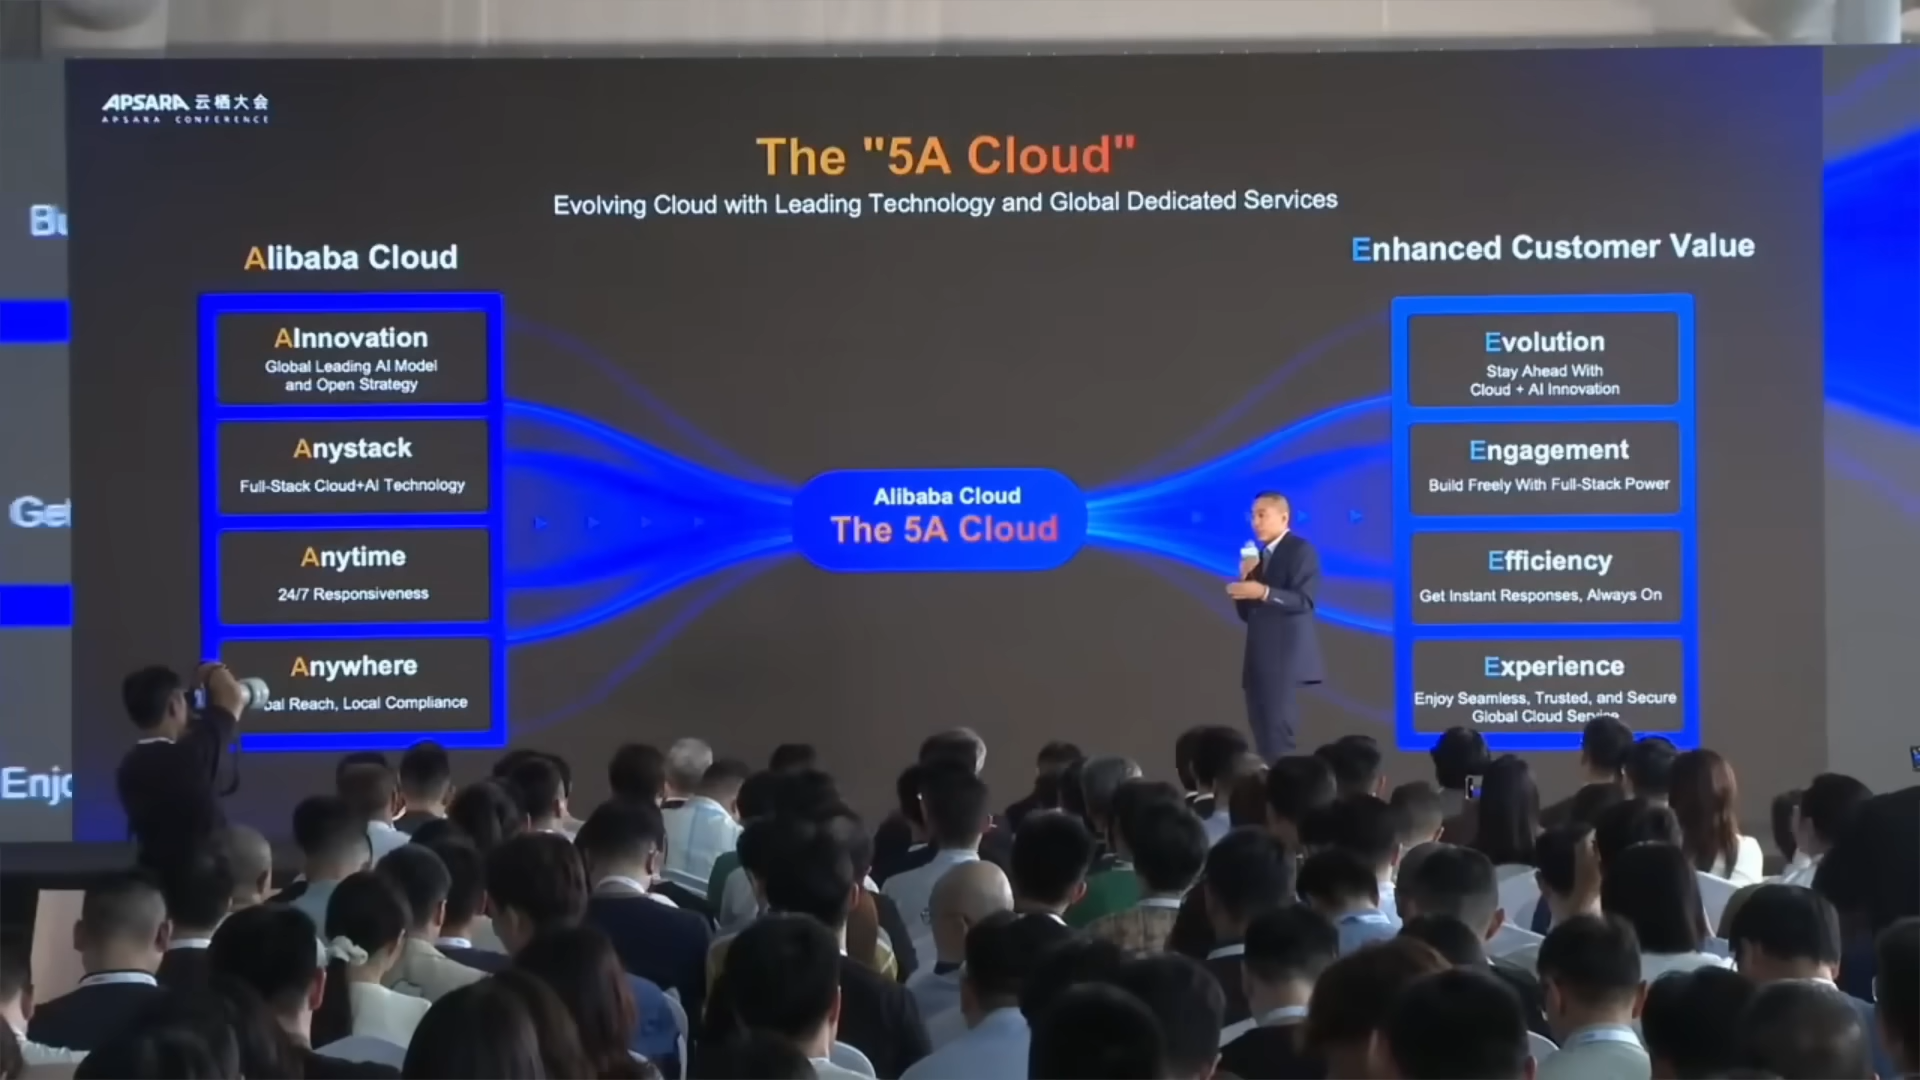 APSARA 云栖大会
APSARA CONFERENCE
The "5A Cloud"
Evolving Cloud with Leading Technology and Global Dedicated Services
Alibaba Cloud
AInnovation
Global Leading AI Model
and Open Strategy
Anystack
Full-Stack Cloud+AI Technology
Anytime
24/7 Responsiveness
Anywhere
Reach, Local Compliance
Alibaba Cloud
The 5A Cloud
Enhanced Customer Value
Evolution
Stay Ahead With
Cloud + AI Innovation
Engagement
Build Freely With Full-Stack Power
Efficiency
Get Instant Responses, Always On
Experience
Enjoy Seamless, Trusted, and Secure
Global Cloud Service
Get